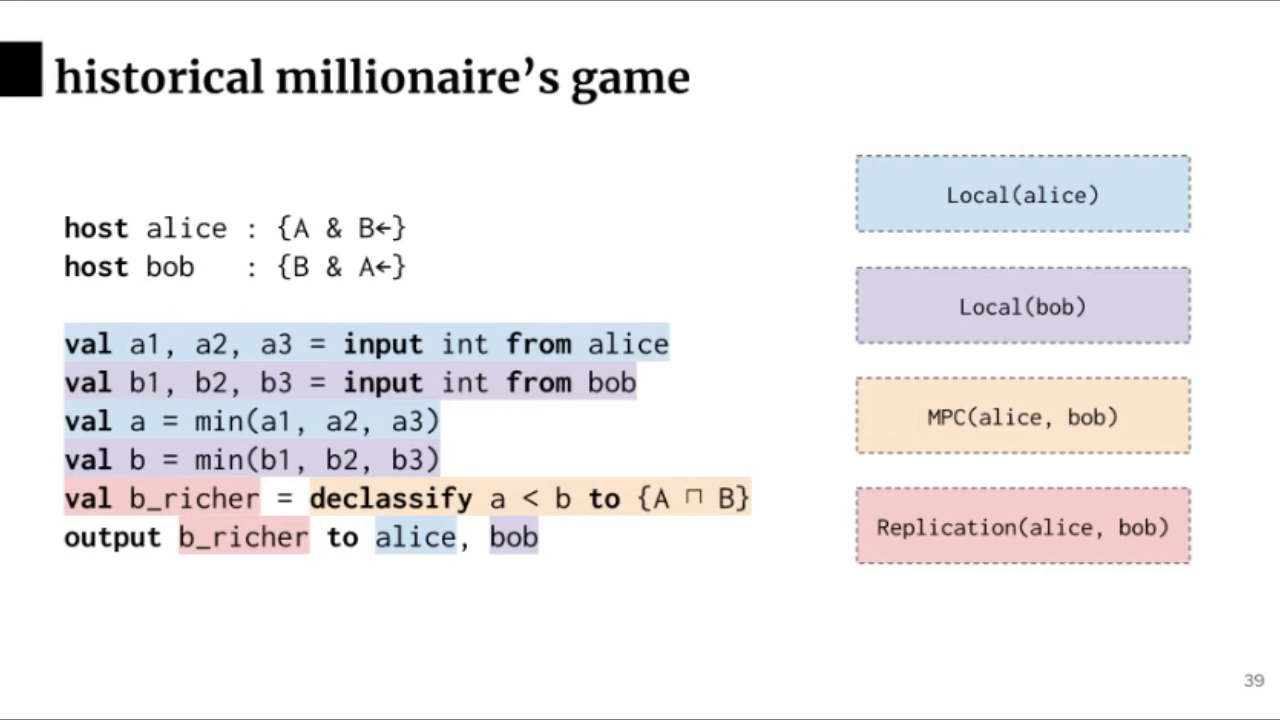 historical millionaire’s game
host alice : {A & B←}
host bob   : {B & A←}
val a1, a2, a3 = input int from alice
val b1, b2, b3 = input int from bob
val a = min(a1, a2, a3)
val b = min(b1, b2, b3)
val b_richer = declassify a < b to {A ⊓ B}
output b_richer to alice, bob
Local(alice)
Local(bob)
MPC(alice, bob)
Replication(alice, bob)
39